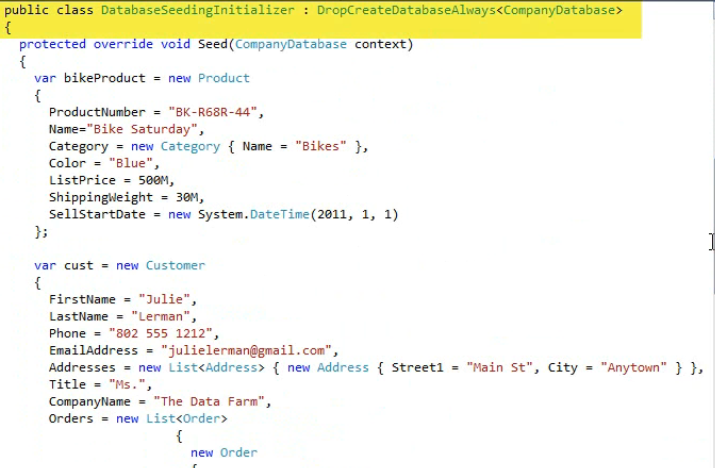 public class DatabaseSeedingInitializer : DropCreateDatabaseAlways<CompanyDatabase>
{
protected override void Seed(CompanyDatabase context)
{
var bikeProduct = new Product
{
ProductNumber = "BK-R68R-44",
Name="Bike Saturday",
Category = new Category { Name = "Bikes" },
Color = "Blue",
ListPrice = 500M,
ShippingWeight = 30M,
SellStartDate = new System.DateTime(2011, 1, 1)
};
var cust = new Customer
{
FirstName = "Julie",
LastName = "Lerman",
Phone = "802 555 1212",
EmailAddress = "julielerman@gmail.com",
Addresses = new List<Address> { new Address { Street1 = "Main St", City = "Anytown" } },
Title = "Ms.",
CompanyName = "The Data Farm",
Orders = new List<Order>
{
new Order
{